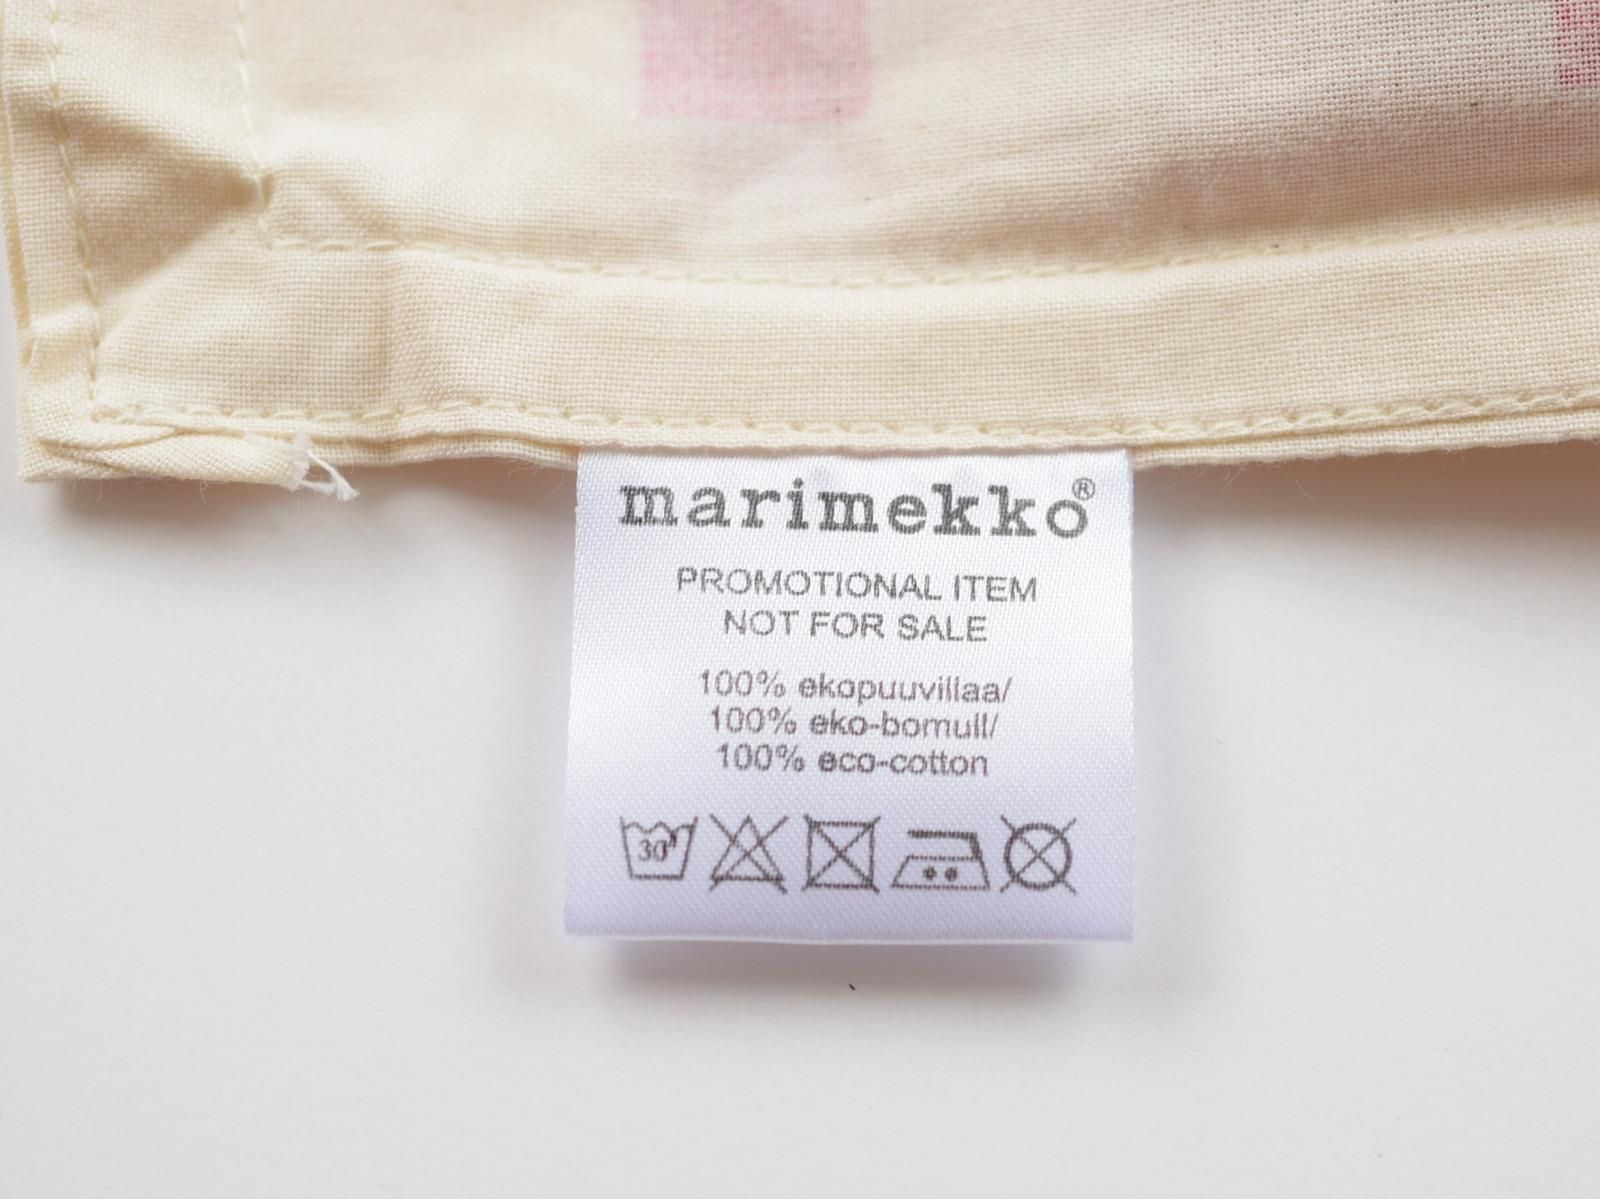 marimekko®
PROMOTIONAL ITEM
NOT FOR SALE
100% ekopuuvillaa/
100% eko-bomull/
100% eco-cotton
30°